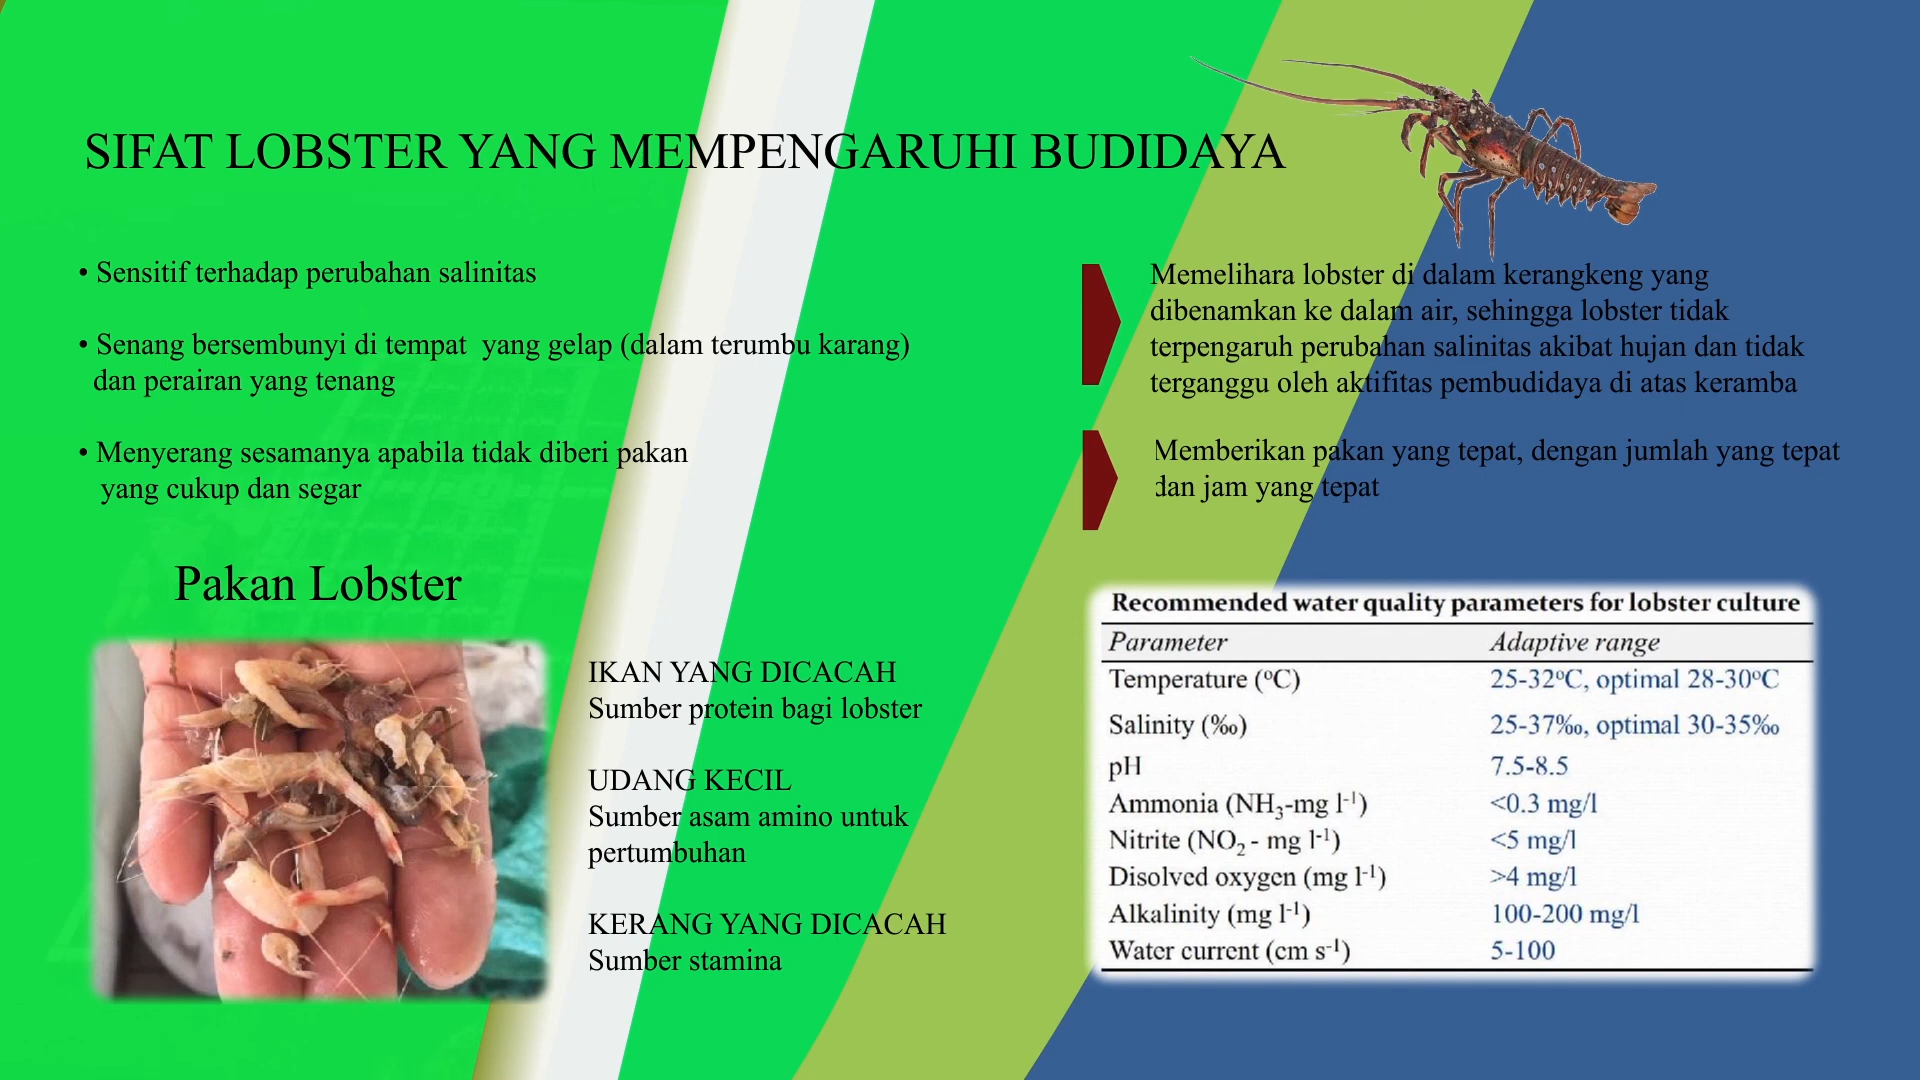 SIFAT LOBSTER YANG MEMPENGARUHI BUDIDAYA
• Sensitif terhadap perubahan salinitas
• Senang bersembunyi di tempat yang gelap (dalam terumbu karang)
dan perairan yang tenang
• Menyerang sesamanya apabila tidak diberi pakan
yang cukup dan segar
Memelihara lobster di dalam kerangkeng yang
dibenamkan ke dalam air, sehingga lobster tidak
terpengaruh perubahan salinitas akibat hujan dan tidak
terganggu oleh aktifitas pembudidaya di atas keramba
Memberikan pakan yang tepat, dengan jumlah yang tepat
dan jam yang tepat
Pakan Lobster
IKAN YANG DICACAH
Sumber protein bagi lobster
UDANG KECIL
Sumber asam amino untuk
pertumbuhan
KERANG YANG DICACAH
Sumber stamina
Recommended water quality parameters for lobster culture
Parameter Adaptive range
Temperature (⁰C) 25-32⁰C, optimal 28-30⁰C
Salinity (‰) 25-37‰, optimal 30-35‰
pH 7.5-8.5
Ammonia (NH₃-mg l⁻¹) <0.3 mg/l
Nitrite (NO₂ - mg l⁻¹) <5 mg/l
Disolved oxygen (mg l⁻¹) >4 mg/l
Alkalinity (mg l⁻¹) 100-200 mg/l
Water current (cm s⁻¹) 5-100